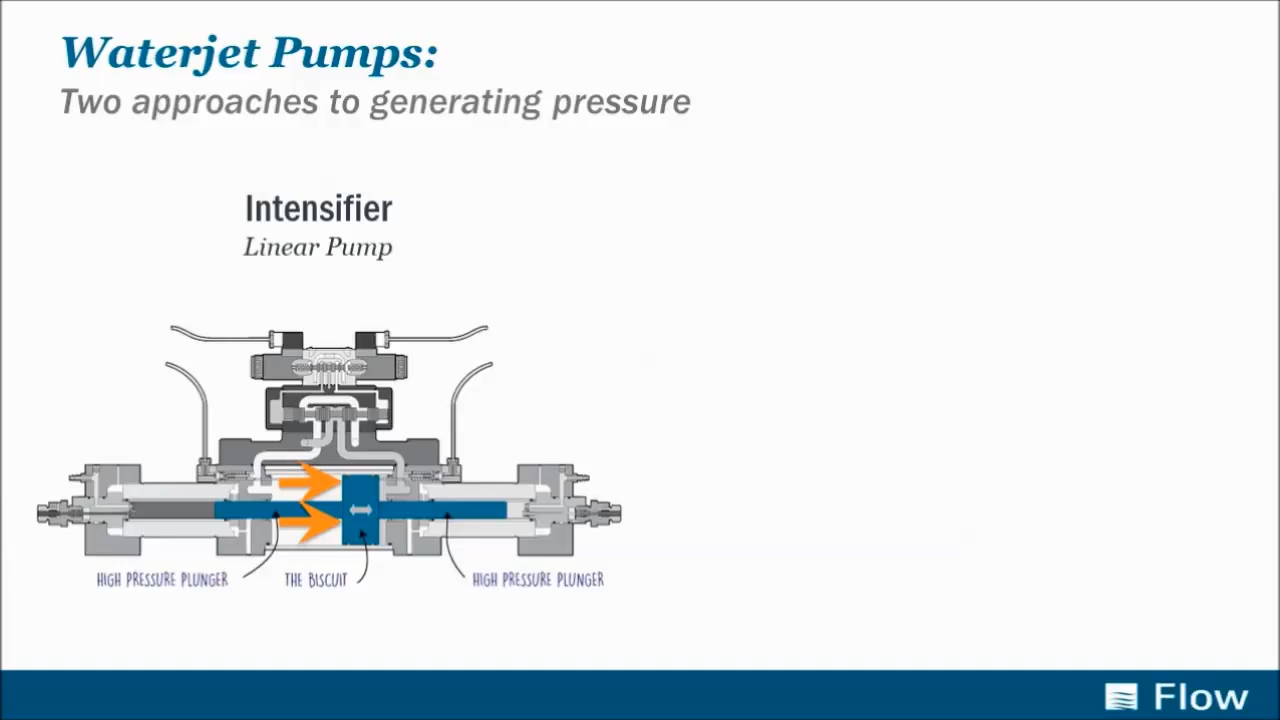 Waterjet Pumps:
Two approaches to generating pressure
Intensifier
Linear Pump
HIGH PRESSURE PLUNGER
THE BISCUIT
HIGH PRESSURE PLUNGER
Flow